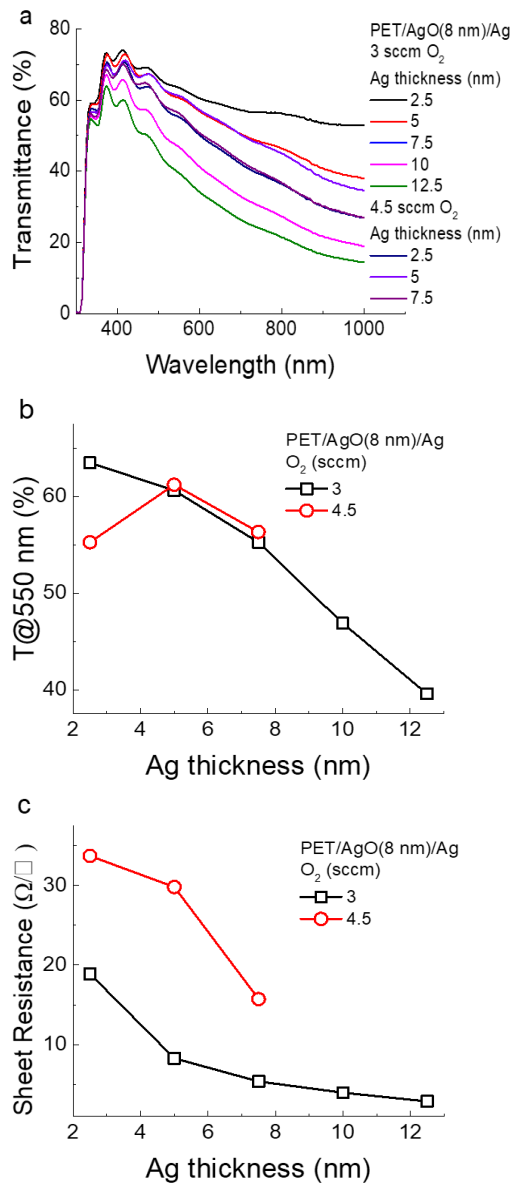 a
80
60
40
20
0
Transmittance (%)
400
600
800
1000
Wavelength (nm)
PET/AgO(8 nm)/Ag
3 sccm O₂
Ag thickness (nm)
2.5
5
7.5
10
12.5
4.5 sccm O₂
Ag thickness (nm)
2.5
5
7.5
b
60
50
40
T@550 nm (%)
2
4
6
8
10
12
Ag thickness (nm)
PET/AgO(8 nm)/Ag
O₂ (sccm)
3
4.5
c
30
20
10
Sheet Resistance (Ω/□)
2
4
6
8
10
12
Ag thickness (nm)
PET/AgO(8 nm)/Ag
O₂ (sccm)
3
4.5